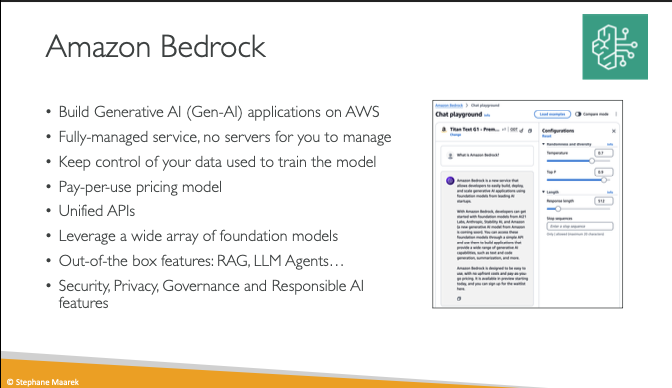 Amazon Bedrock
• Build Generative AI (Gen-AI) applications on AWS
• Fully-managed service, no servers for you to manage
• Keep control of your data used to train the model
• Pay-per-use pricing model
• Unified APIs
• Leverage a wide array of foundation models
• Out-of-the box features: RAG, LLM Agents…
• Security, Privacy, Governance and Responsible AI
features
Amazon Bedrock > Chat playground
Chat playground Info
Load examples
Compare mode
Titan Text G1 - Prem...
Change
What is Amazon Bedrock?
Amazon Bedrock is a new service that
allows developers to easily build, deploy,
and scale generative AI applications using
foundation models from leading AI
startups.
With Amazon Bedrock, developers can get
started with foundation models from AI21
Labs, Anthropic, Stability AI, and Amazon
(a new generative AI model from Amazon
is coming soon). You can access these
foundation models through a simple API
and use them to build applications that
provide a wide range of generative AI
capabilities, such as text and code
generation, summarization, and more.
Amazon Bedrock is designed to be easy to
use, with no upfront cost and pay-as-you-
go pricing. It is available in preview starting
today, and you can sign up for the waitlist
here.
Configurations
Reset
Randomness and diversity Info
Temperature 0.7
Top P 0.9
Length Info
Response length 512
Stop sequences
Enter a stop sequence
© Stephane Maarek